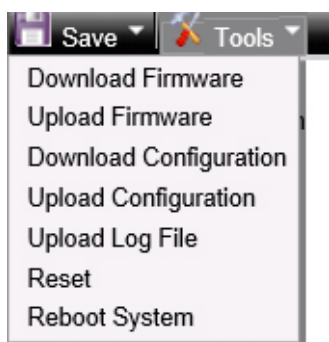 Save Tools
Download Firmware
Upload Firmware
Download Configuration
Upload Configuration
Upload Log File
Reset
Reboot System